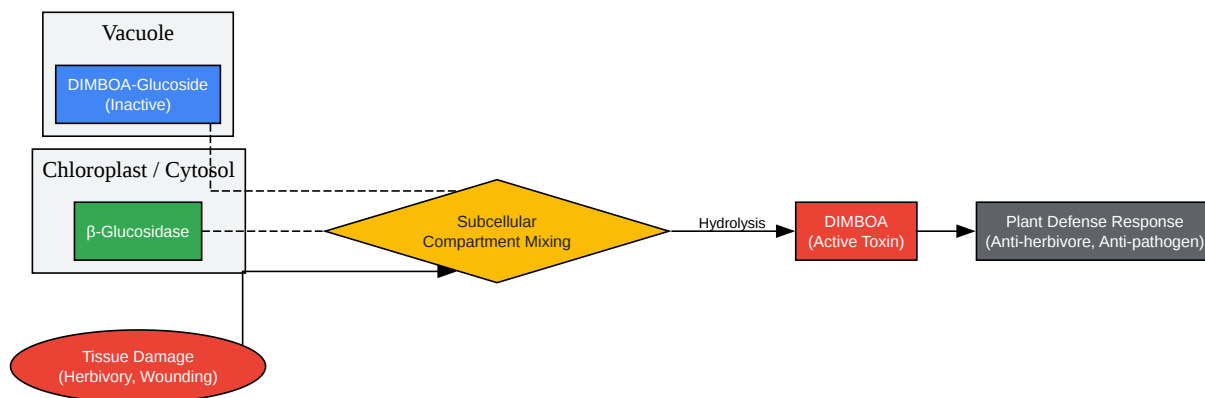 Vacuole
DIMBOA-Glucoside
(Inactive)
Chloroplast / Cytosol
β-Glucosidase
Tissue Damage
(Herbivory, Wounding)
Subcellular
Compartment Mixing
Hydrolysis
DIMBOA
(Active Toxin)
Plant Defense Response
(Anti-herbivore, Anti-pathogen)